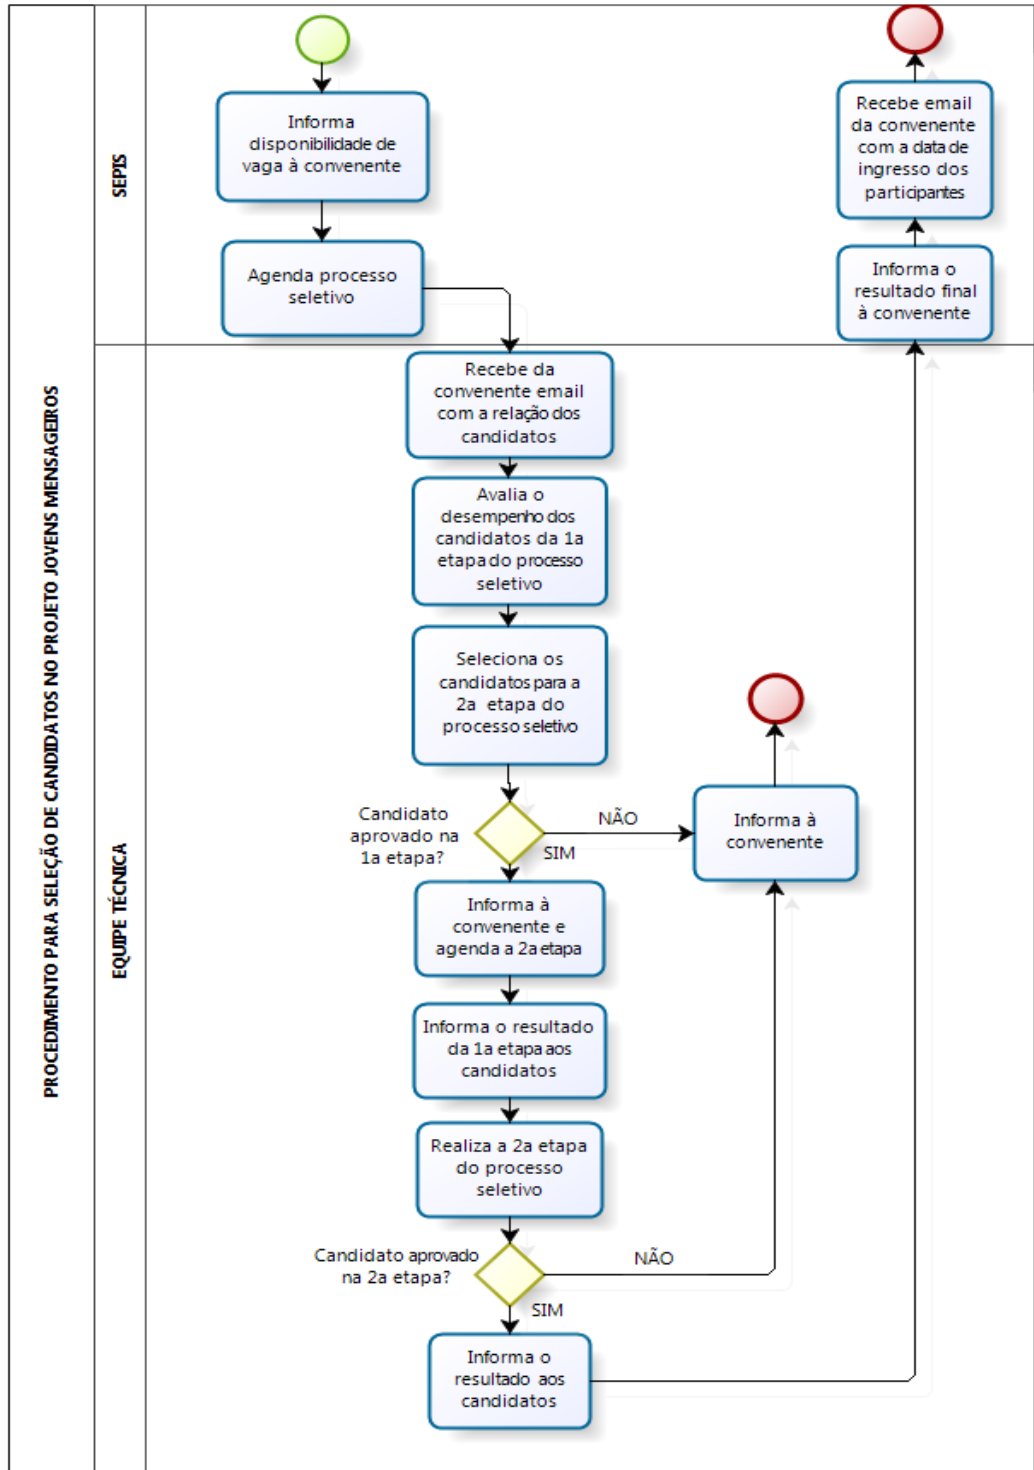 PROCEDIMENTO PARA SELEÇÃO DE CANDIDATOS NO PROJETO JOVENS MENSAGEIROS
SEPIS
Informa
disponibilidade de
vaga à convenente
Agenda processo
seletivo
Recebe email
da convenente
com a data de
ingresso dos
participantes
Informa o
resultado final
à convenente
EQUIPE TÉCNICA
Recebe da
convenente email
com a relação dos
candidatos
Avalia o
desempenho dos
candidatos da 1a
etapa do processo
seletivo
Seleciona os
candidatos para a
2a etapa do
processo seletivo
Candidato
aprovado na
1a etapa?
NÃO
SIM
Informa à
convenente
Informa à
convenente e
agenda a 2a etapa
Informa o resultado
da 1a etapa aos
candidatos
Realiza a 2a etapa
do processo
seletivo
Candidato aprovado
na 2a etapa?
NÃO
SIM
Informa o
resultado aos
candidatos